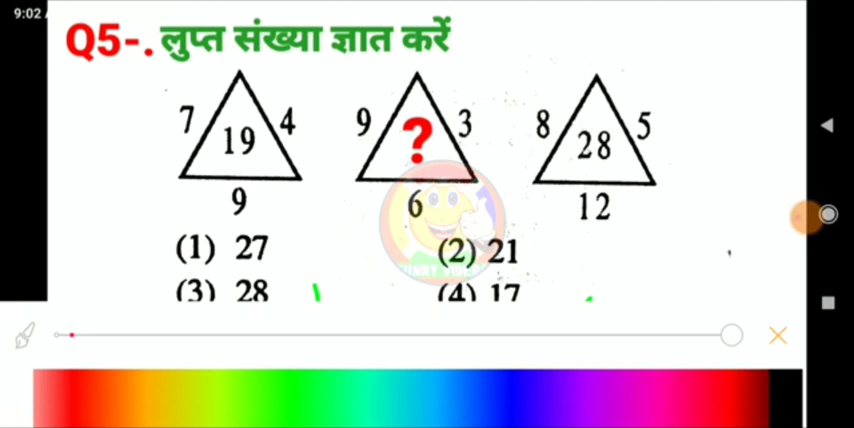 9:02
Q5-. लुप्त संख्या ज्ञात करें
7 19 4 9 ? 3 8 28 5
9 6 12
(1) 27 (2) 21
(3) 28 (4) 17